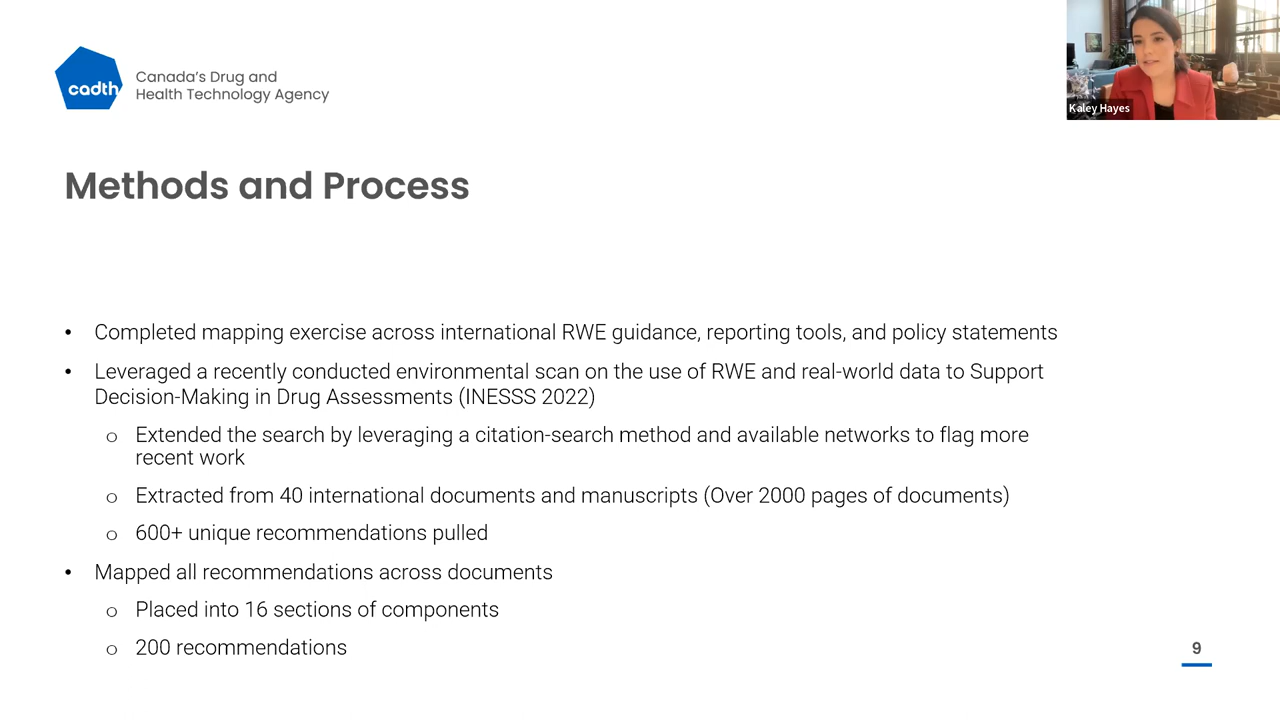 cadth
Canada's Drug and
Health Technology Agency
Kaley Hayes
Methods and Process
• Completed mapping exercise across international RWE guidance, reporting tools, and policy statements
• Leveraged a recently conducted environmental scan on the use of RWE and real-world data to Support
Decision-Making in Drug Assessments (INESSS 2022)
o Extended the search by leveraging a citation-search method and available networks to flag more
recent work
o Extracted from 40 international documents and manuscripts (Over 2000 pages of documents)
o 600+ unique recommendations pulled
• Mapped all recommendations across documents
o Placed into 16 sections of components
o 200 recommendations
9